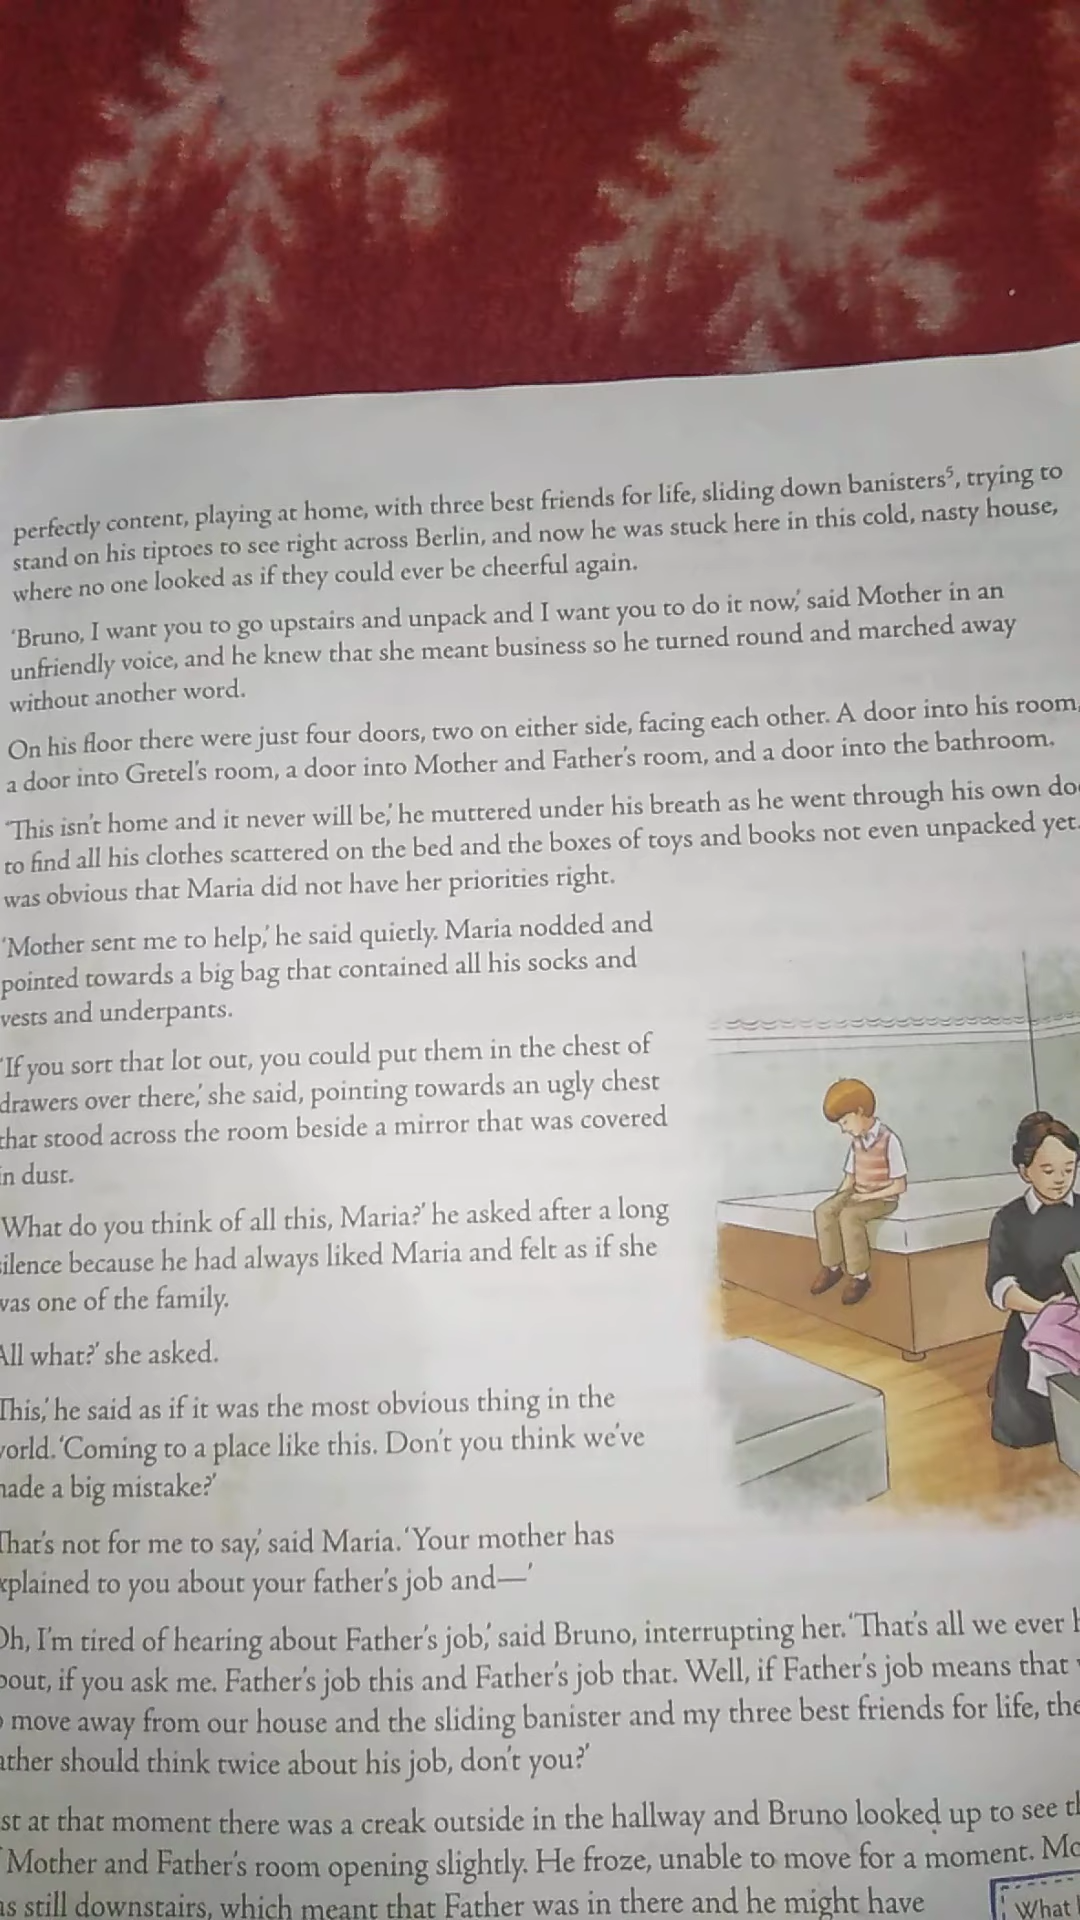 perfectly content, playing at home, with three best friends for life, sliding down banisters⁵, trying to
stand on his tiptoes to see right across Berlin, and now he was stuck here in this cold, nasty house,
where no one looked as if they could ever be cheerful again.
'Bruno, I want you to go upstairs and unpack and I want you to do it now,' said Mother in an
unfriendly voice, and he knew that she meant business so he turned round and marched away
without another word.
On his floor there were just four doors, two on either side, facing each other. A door into his room,
a door into Gretel's room, a door into Mother and Father's room, and a door into the bathroom.
'This isn't home and it never will be,' he muttered under his breath as he went through his own
to find all his clothes scattered on the bed and the boxes of toys and books not even unpacked yet.
was obvious that Maria did not have her priorities right.
'Mother sent me to help,' he said quietly. Maria nodded and
pointed towards a big bag that contained all his socks and
vests and underpants.
'If you sort that lot out, you could put them in the chest of
drawers over there,' she said, pointing towards an ugly chest
that stood across the room beside a mirror that was covered
in dust.
What do you think of all this, Maria?' he asked after a long
silence because he had always liked Maria and felt as if she
was one of the family.
All what?' she asked.
This,' he said as if it was the most obvious thing in the
world. 'Coming to a place like this. Don't you think we've
made a big mistake?'
That's not for me to say,' said Maria. 'Your mother has
explained to you about your father's job and—'
Oh, I'm tired of hearing about Father's job,' said Bruno, interrupting her. 'That's all we ever
if you ask me. Father's job this and Father's job that. Well, if Father's job means that
move away from our house and the sliding banister and my three best friends for life,
should think twice about his job, don't you?'
at that moment there was a creak outside in the hallway and Bruno looked up to see
Mother and Father's room opening slightly. He froze, unable to move for a moment.
still downstairs, which meant that Father was in there and he might have
What